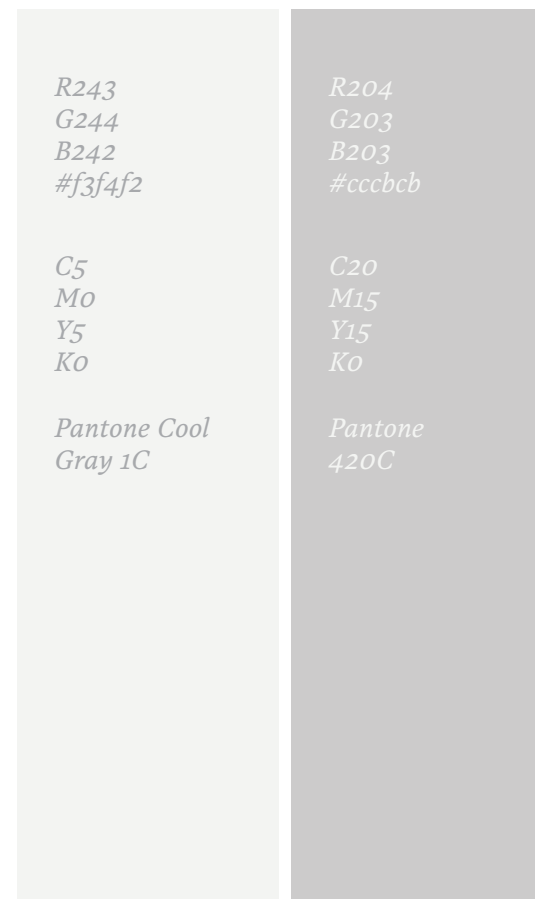 R243
G244
B242
#f3f4f2
C5
M0
Y5
K0
Pantone Cool
Gray 1C
R204
G203
B203
#cccbcb
C20
M15
Y15
K0
Pantone
420C